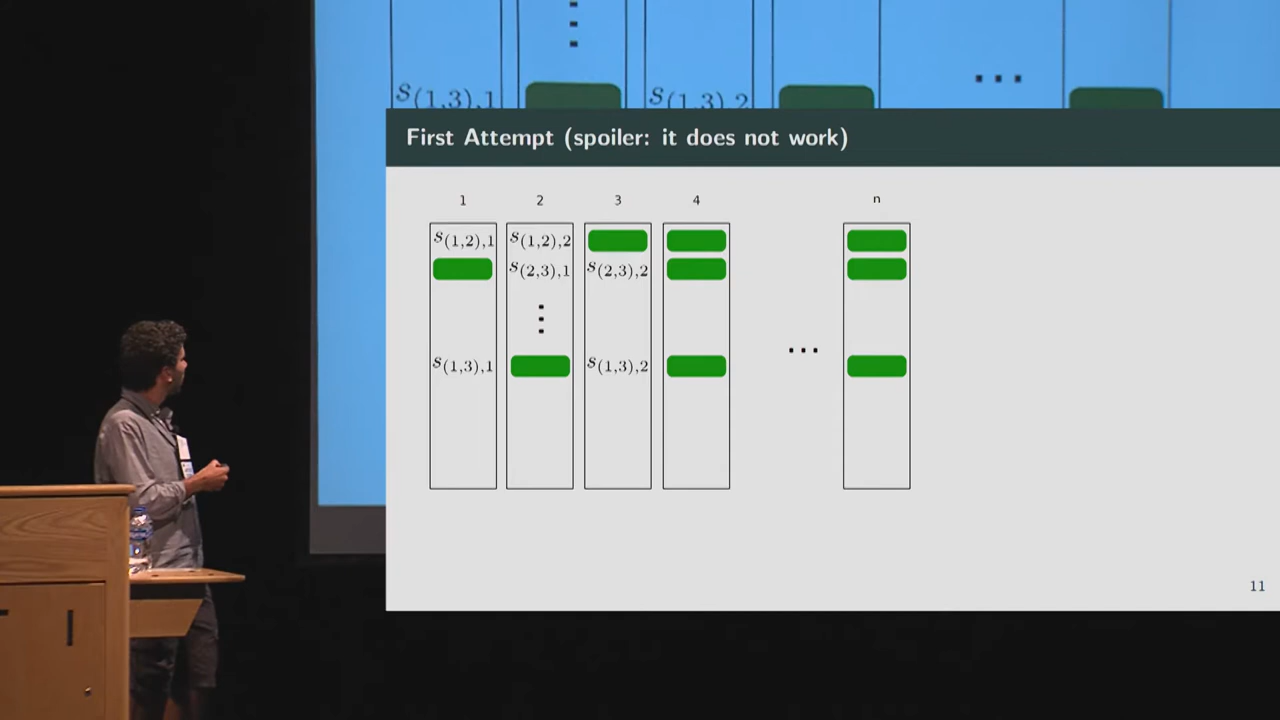 s(1,3),1 s(1,3),2 ...
First Attempt (spoiler: it does not work)
1 2 3 4 n
s(1,2),1 s(1,2),2
s(2,3),1 s(2,3),2
⋮
...
s(1,3),1 s(1,3),2
11